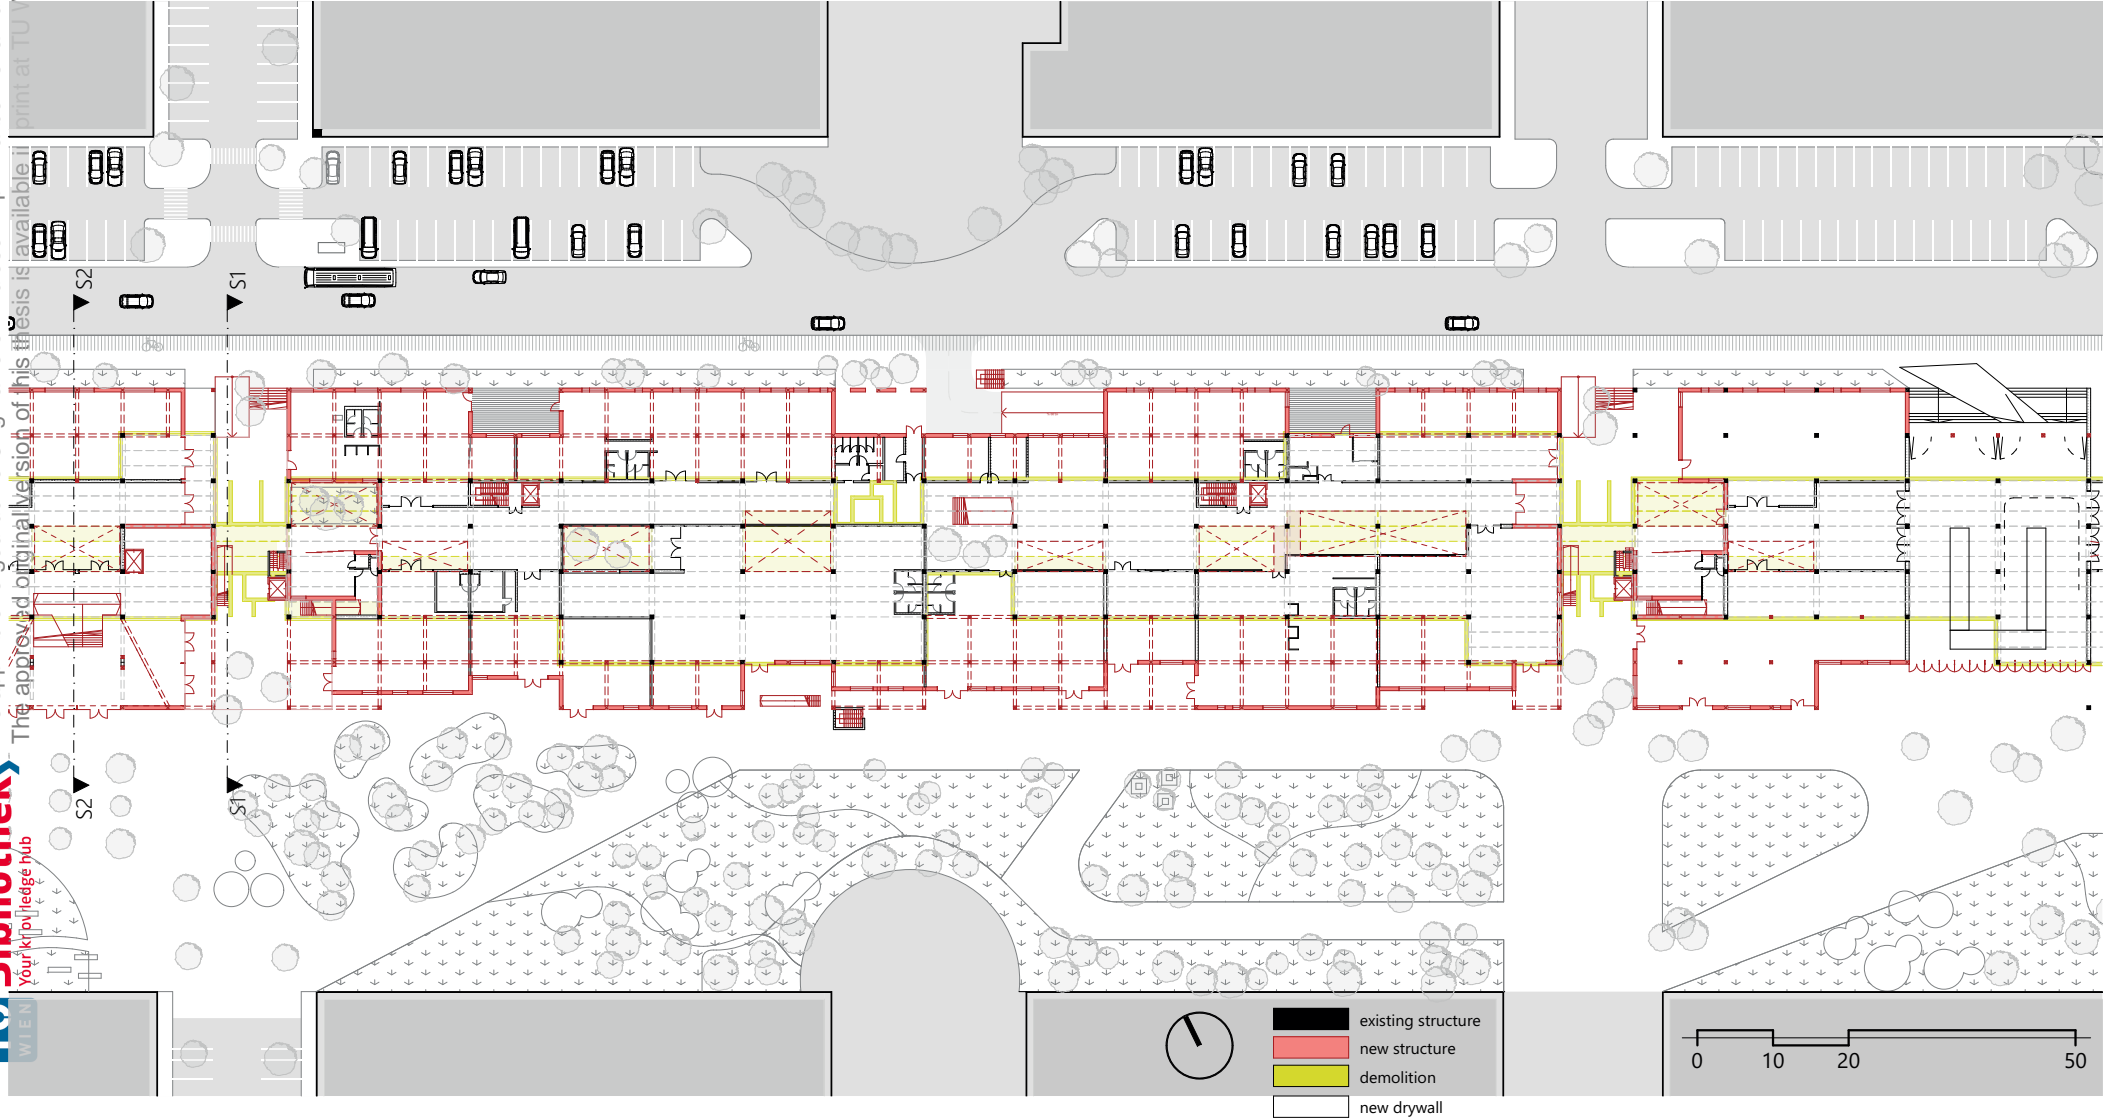 The approved original version of this thesis is available in print at TU
Bibliothek
Your knowledge hub
WIEN
S2
S1
S2
S1
existing structure
new structure
demolition
new drywall
0 10 20 50